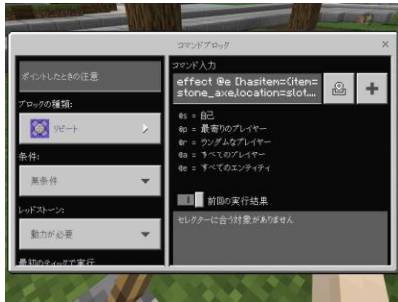 コマンドブロック
×
ポイントしたときの注意
ブロックの種類:
リピート
条件:
無条件
レッドストーン:
動力が必要
最初のティックで実行
コマンド入力
effect @e [hasitem={item=
stone_axe,location=slot....
@s = 自己
@p = 最寄りのプレイヤー
@r = ランダムなプレイヤー
@a = すべてのプレイヤー
@e = すべてのエンティティ
前回の実行結果
セレクターに合う対象がありません